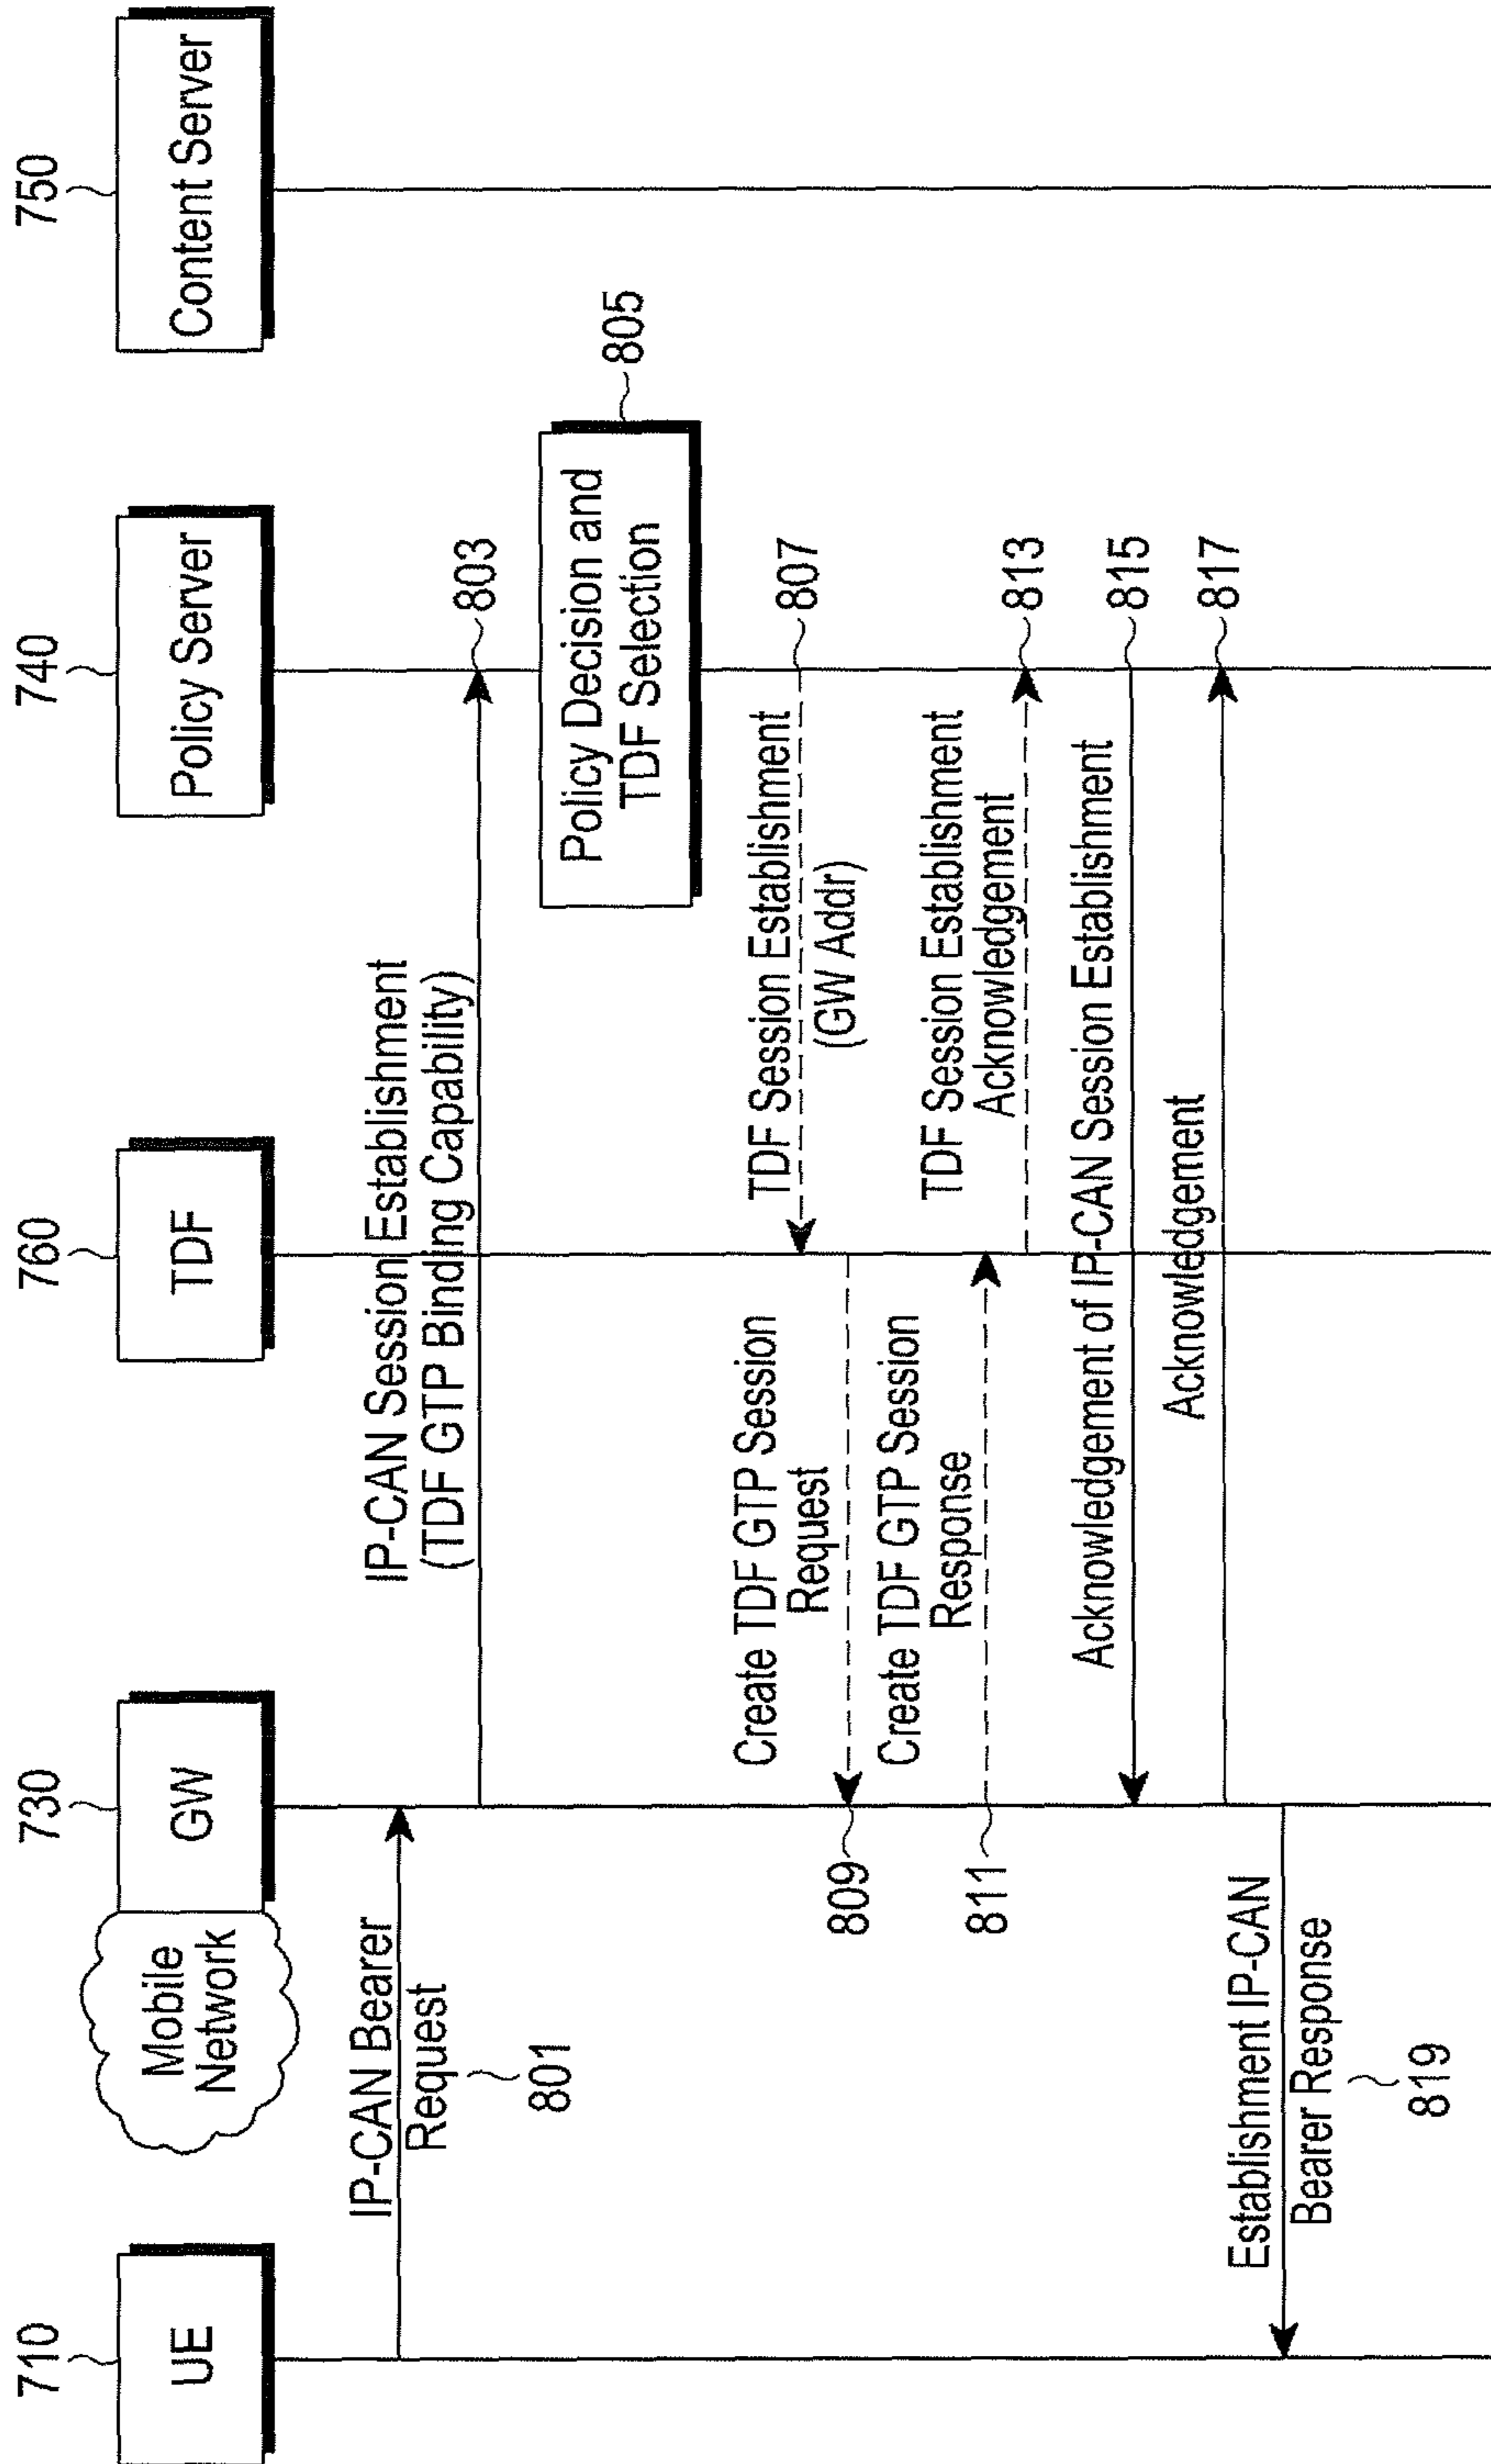 710
730
760
740
750
UE
Mobile
Network
GW
TDF
Policy Server
Content Server
IP-CAN Bearer
Request
801
IP-CAN Session Establishment
(TDF GTP Binding Capability)
803
Policy Decision and
TDF Selection
805
TDF Session Establishment
(GW Addr)
807
Create TDF GTP Session
Request
809
Create TDF GTP Session
Response
811
TDF Session Establishment
Acknowledgement
813
Acknowledgement of IP-CAN Session Establishment
815
Acknowledgement
817
Establishment IP-CAN
Bearer Response
819